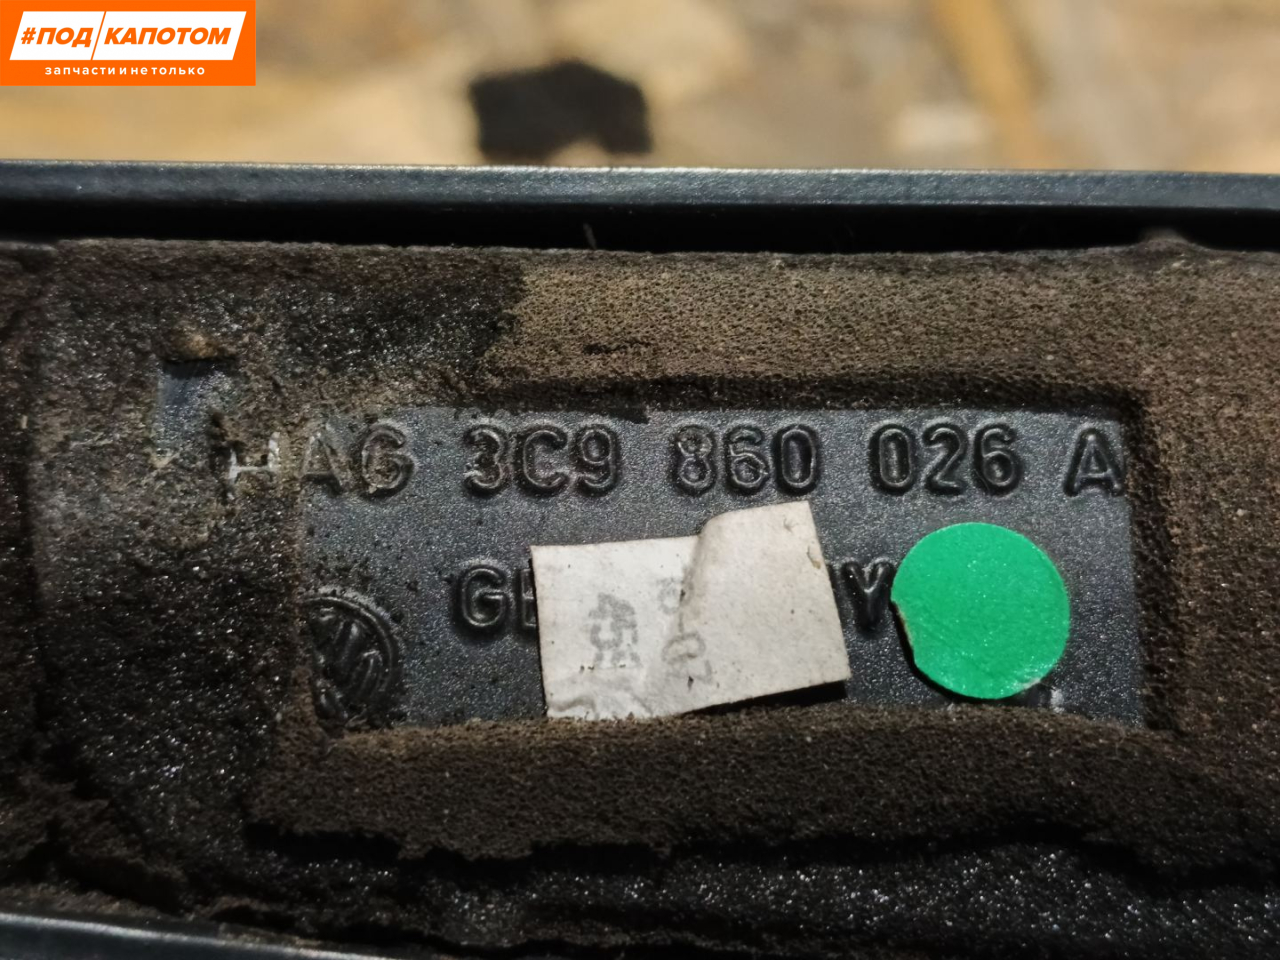 #ПОД КАПОТОМ
запчасти и не только
HAG 3C9 860 026 A